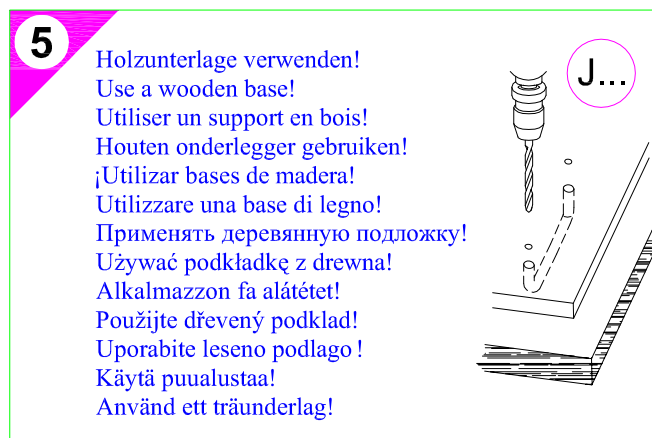 5
Holzunterlage verwenden!
Use a wooden base!
Utiliser un support en bois!
Houten onderlegger gebruiken!
¡Utilizar bases de madera!
Utilizzare una base di legno!
Применять деревянную подложку!
Używać podkładkę z drewna!
Alkalmazzon fa alátétet!
Použijte dřevený podklad!
Uporabite leseno podlago !
Käytä puualustaa!
Använd ett träunderlag!
J...